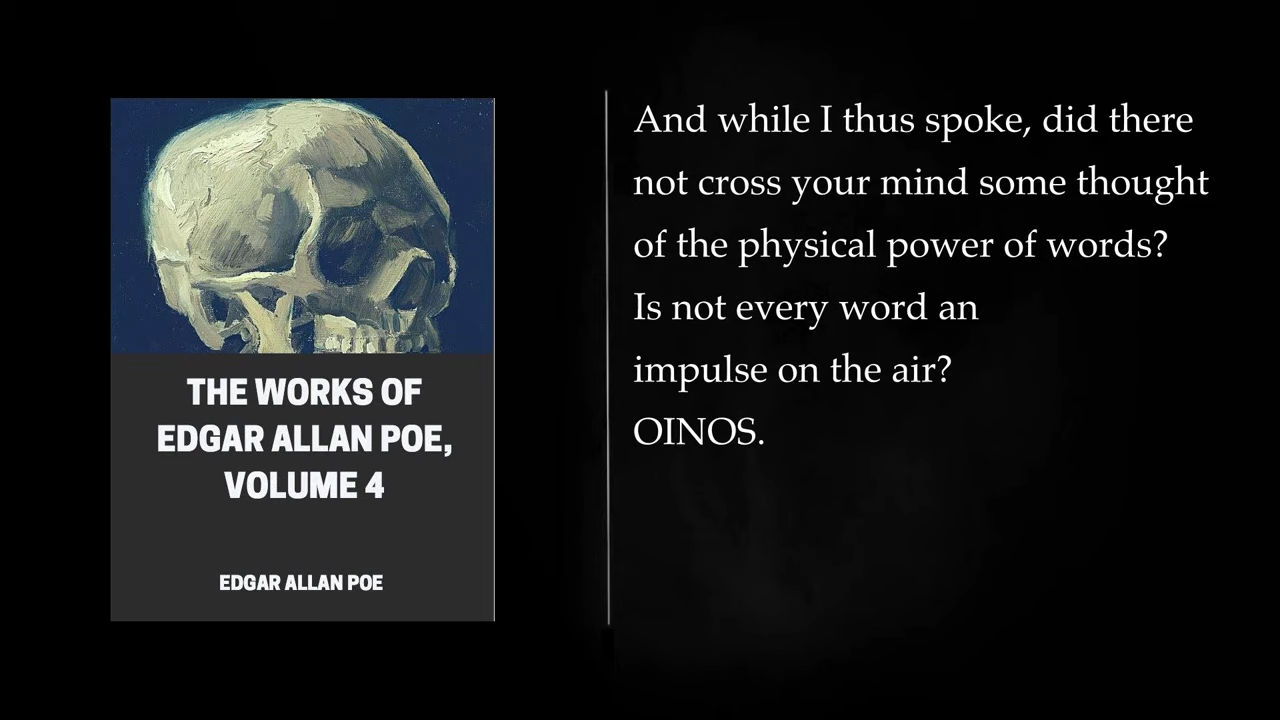 THE WORKS OF
EDGAR ALLAN POE,
VOLUME 4
EDGAR ALLAN POE
And while I thus spoke, did there
not cross your mind some thought
of the physical power of words?
Is not every word an
impulse on the air?
OINOS.